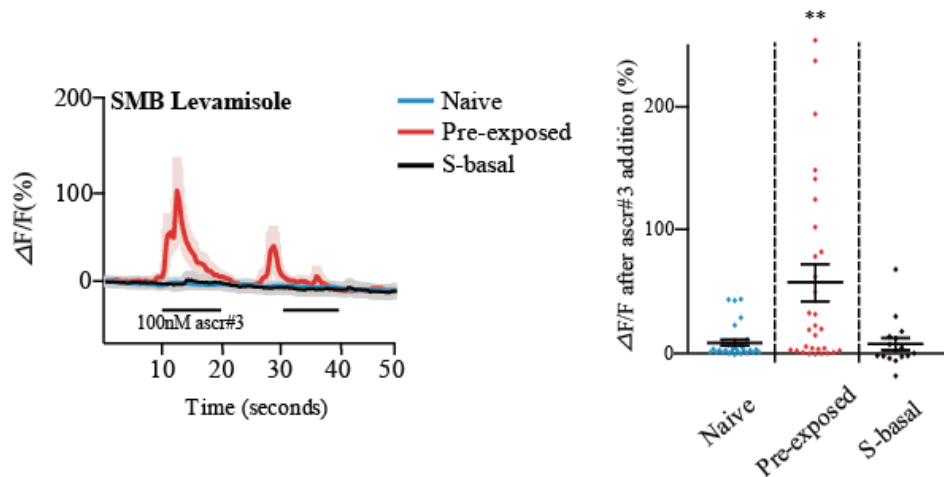 SMB Levamisole
Naive
Pre-exposed
S-basal
ΔF/F(%)
200
100
0
100nM ascr#3
10 20 30 40 50
Time (seconds)
**
ΔF/F after ascr#3 addition (%)
200
100
0
Naive
Pre-exposed
S-basal